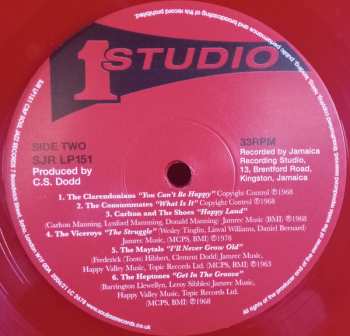 1 STUDIO
SIDE TWO
SJR LP151
Produced by
C.S. Dodd
33RPM
Recorded by Jamaica
Recording Studio,
13, Brentford Road,
Kingston, Jamaica
1. The Clarendonians "You Can't Be Happy" Copyright Control ℗1968
2. The Consumates "What Is It" Copyright Control ℗1968
3. Carlton and The Shoes "Happy Land"
(Carlton Manning, Lynford Manning, Donald Manning) Jamrec Music (BMI) ℗ 1968
4. The Viceroys "The Struggle" (Wesley Tinglin, Linval Williams, Daniel Bernard)
Jamrec Music, (MCPS, BMI) ℗ 1976
5. The Maytals "I'll Never Grow Old"
(Frederick (Toots) Hibbert, Clement Dodd) Jamrec Music,
Happy Valley Music, Topic Records Ltd. (MCPS, BMI) ℗1963
6. The Heptones "Get In The Groove"
(Barrington Llewellyn, Leroy Sibbles) Jamrec Music,
Happy Valley Music, Topic Records Ltd.
(MCPS, BMI) ℗1968